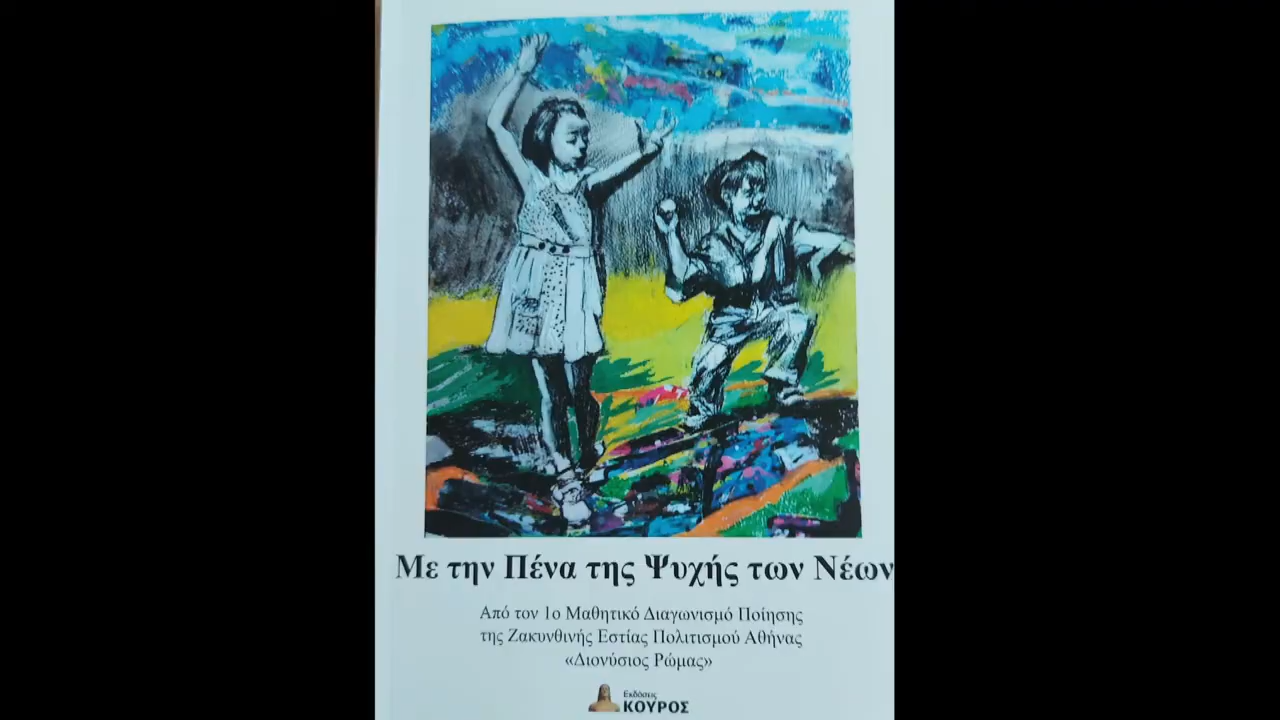 Με την Πένα της Ψυχής των Νέων
Από τον 1ο Μαθητικό Διαγωνισμό Ποίησης
της Ζακυνθινής Εστίας Πολιτισμού Αθήνας
«Διονύσιος Ρώμας»
Εκδόσεις
ΚΟΥΡΟΣ